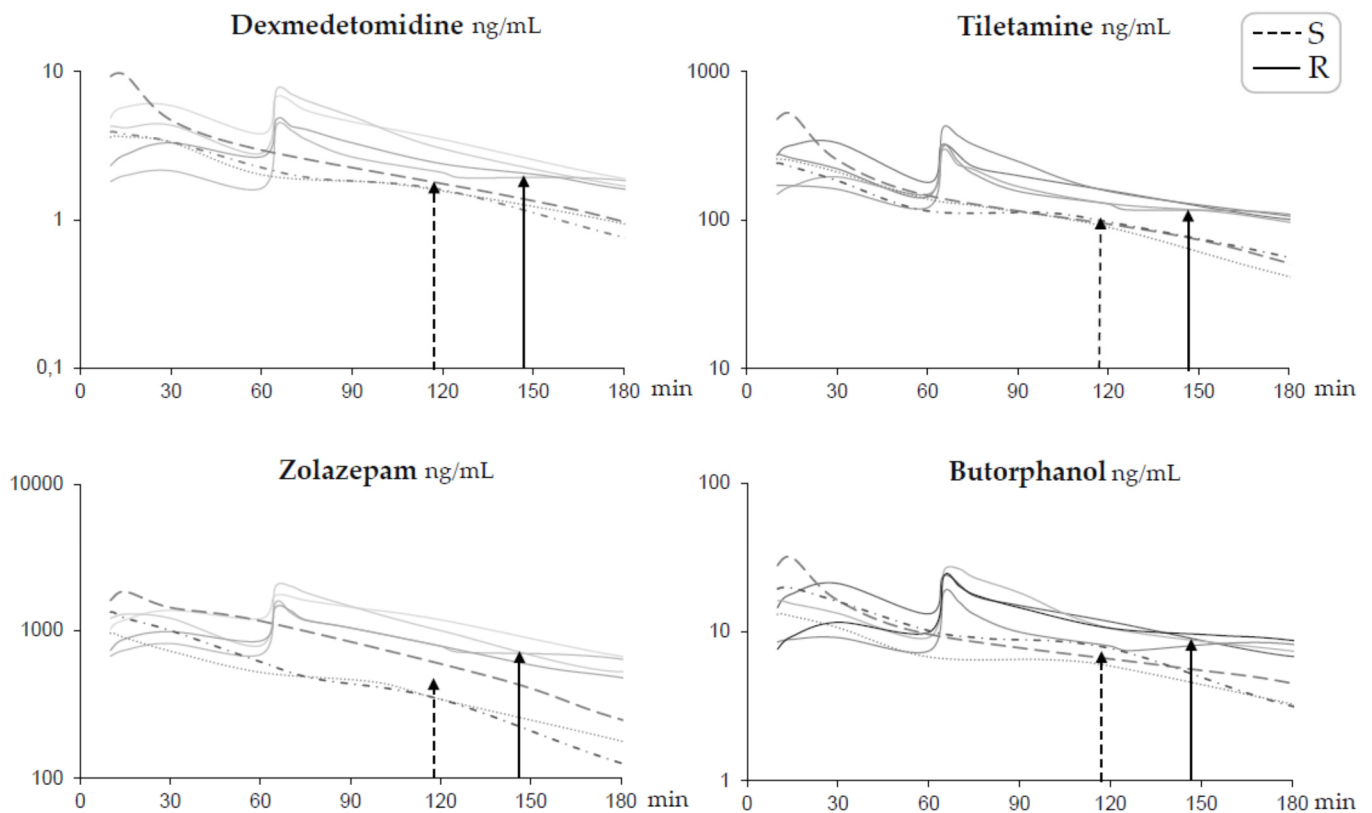 Dexmedetomidine ng/mL
10
1
0,1
0 30 60 90 120 150 180 min
Tiletamine ng/mL
S
R
1000
100
10
0 30 60 90 120 150 180 min
Zolazepam ng/mL
10000
1000
100
0 30 60 90 120 150 180 min
Butorphanol ng/mL
100
10
1
0 30 60 90 120 150 180 min